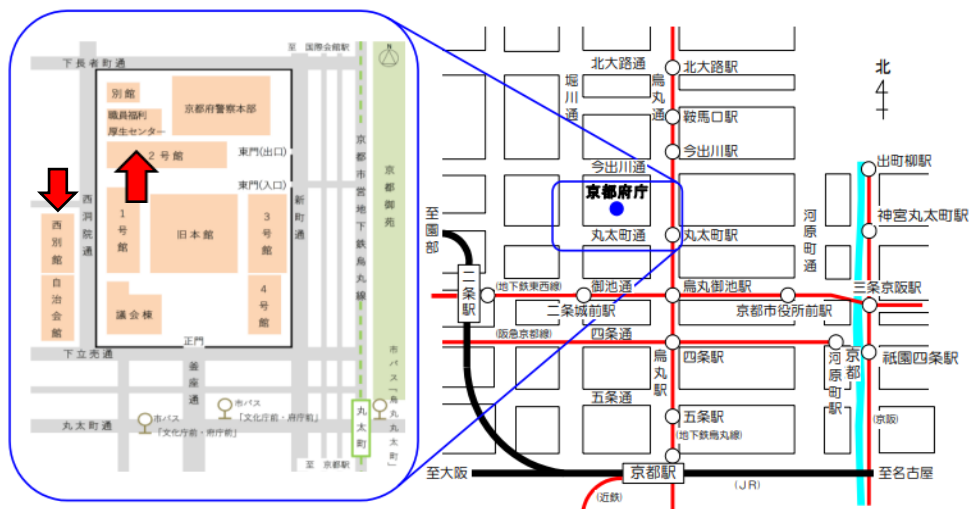 至 国際会館駅
下長者町通
別館
京都府警察本部
職員福利
厚生センター
2号館
東門(出口)
東門(入口)
西洞院通
新町通
京都市営地下鉄烏丸線
京都御苑
西別館
1号館
旧本館
3号館
自治会館
議会棟
4号館
正門
下立売通
釜座通
市バス
「文化庁前・府庁前」
市バス
「文化庁前・府庁前」
市バス「烏丸丸太町」
丸太町通
丸太町
至 京都駅
北大路通
北大路駅
堀川通
烏丸通
鞍馬口駅
今出川駅
今出川通
京都府庁
丸太町通
丸太町駅
北
出町柳駅
神宮丸太町駅
河原町通
至園部
二条駅
(地下鉄東西線)
御池通
烏丸御池駅
三条京阪駅
二条城前駅
京都市役所前駅
(阪急京都線)
四条通
烏丸駅
四条駅
京都
河原町駅
祇園四条駅
五条通
五条駅
(地下鉄烏丸線)
(京阪)
至大阪
京都駅
至名古屋
(JR)
(近鉄)